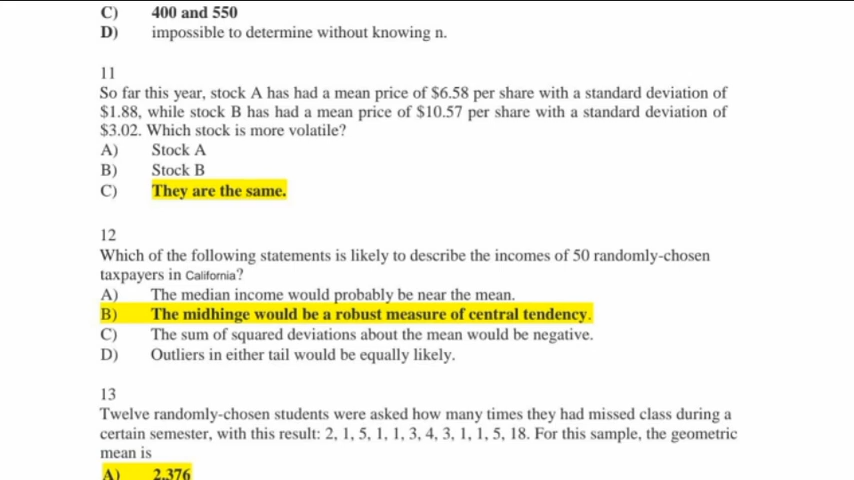 C) 400 and 550
D) impossible to determine without knowing n.
11
So far this year, stock A has had a mean price of $6.58 per share with a standard deviation of
$1.88, while stock B has had a mean price of $10.57 per share with a standard deviation of
$3.02. Which stock is more volatile?
A) Stock A
B) Stock B
C) They are the same.
12
Which of the following statements is likely to describe the incomes of 50 randomly-chosen
taxpayers in California?
A) The median income would probably be near the mean.
B) The midhinge would be a robust measure of central tendency.
C) The sum of squared deviations about the mean would be negative.
D) Outliers in either tail would be equally likely.
13
Twelve randomly-chosen students were asked how many times they had missed class during a
certain semester, with this result: 2, 1, 5, 1, 1, 3, 4, 3, 1, 1, 5, 18. For this sample, the geometric
mean is
A) 2.376